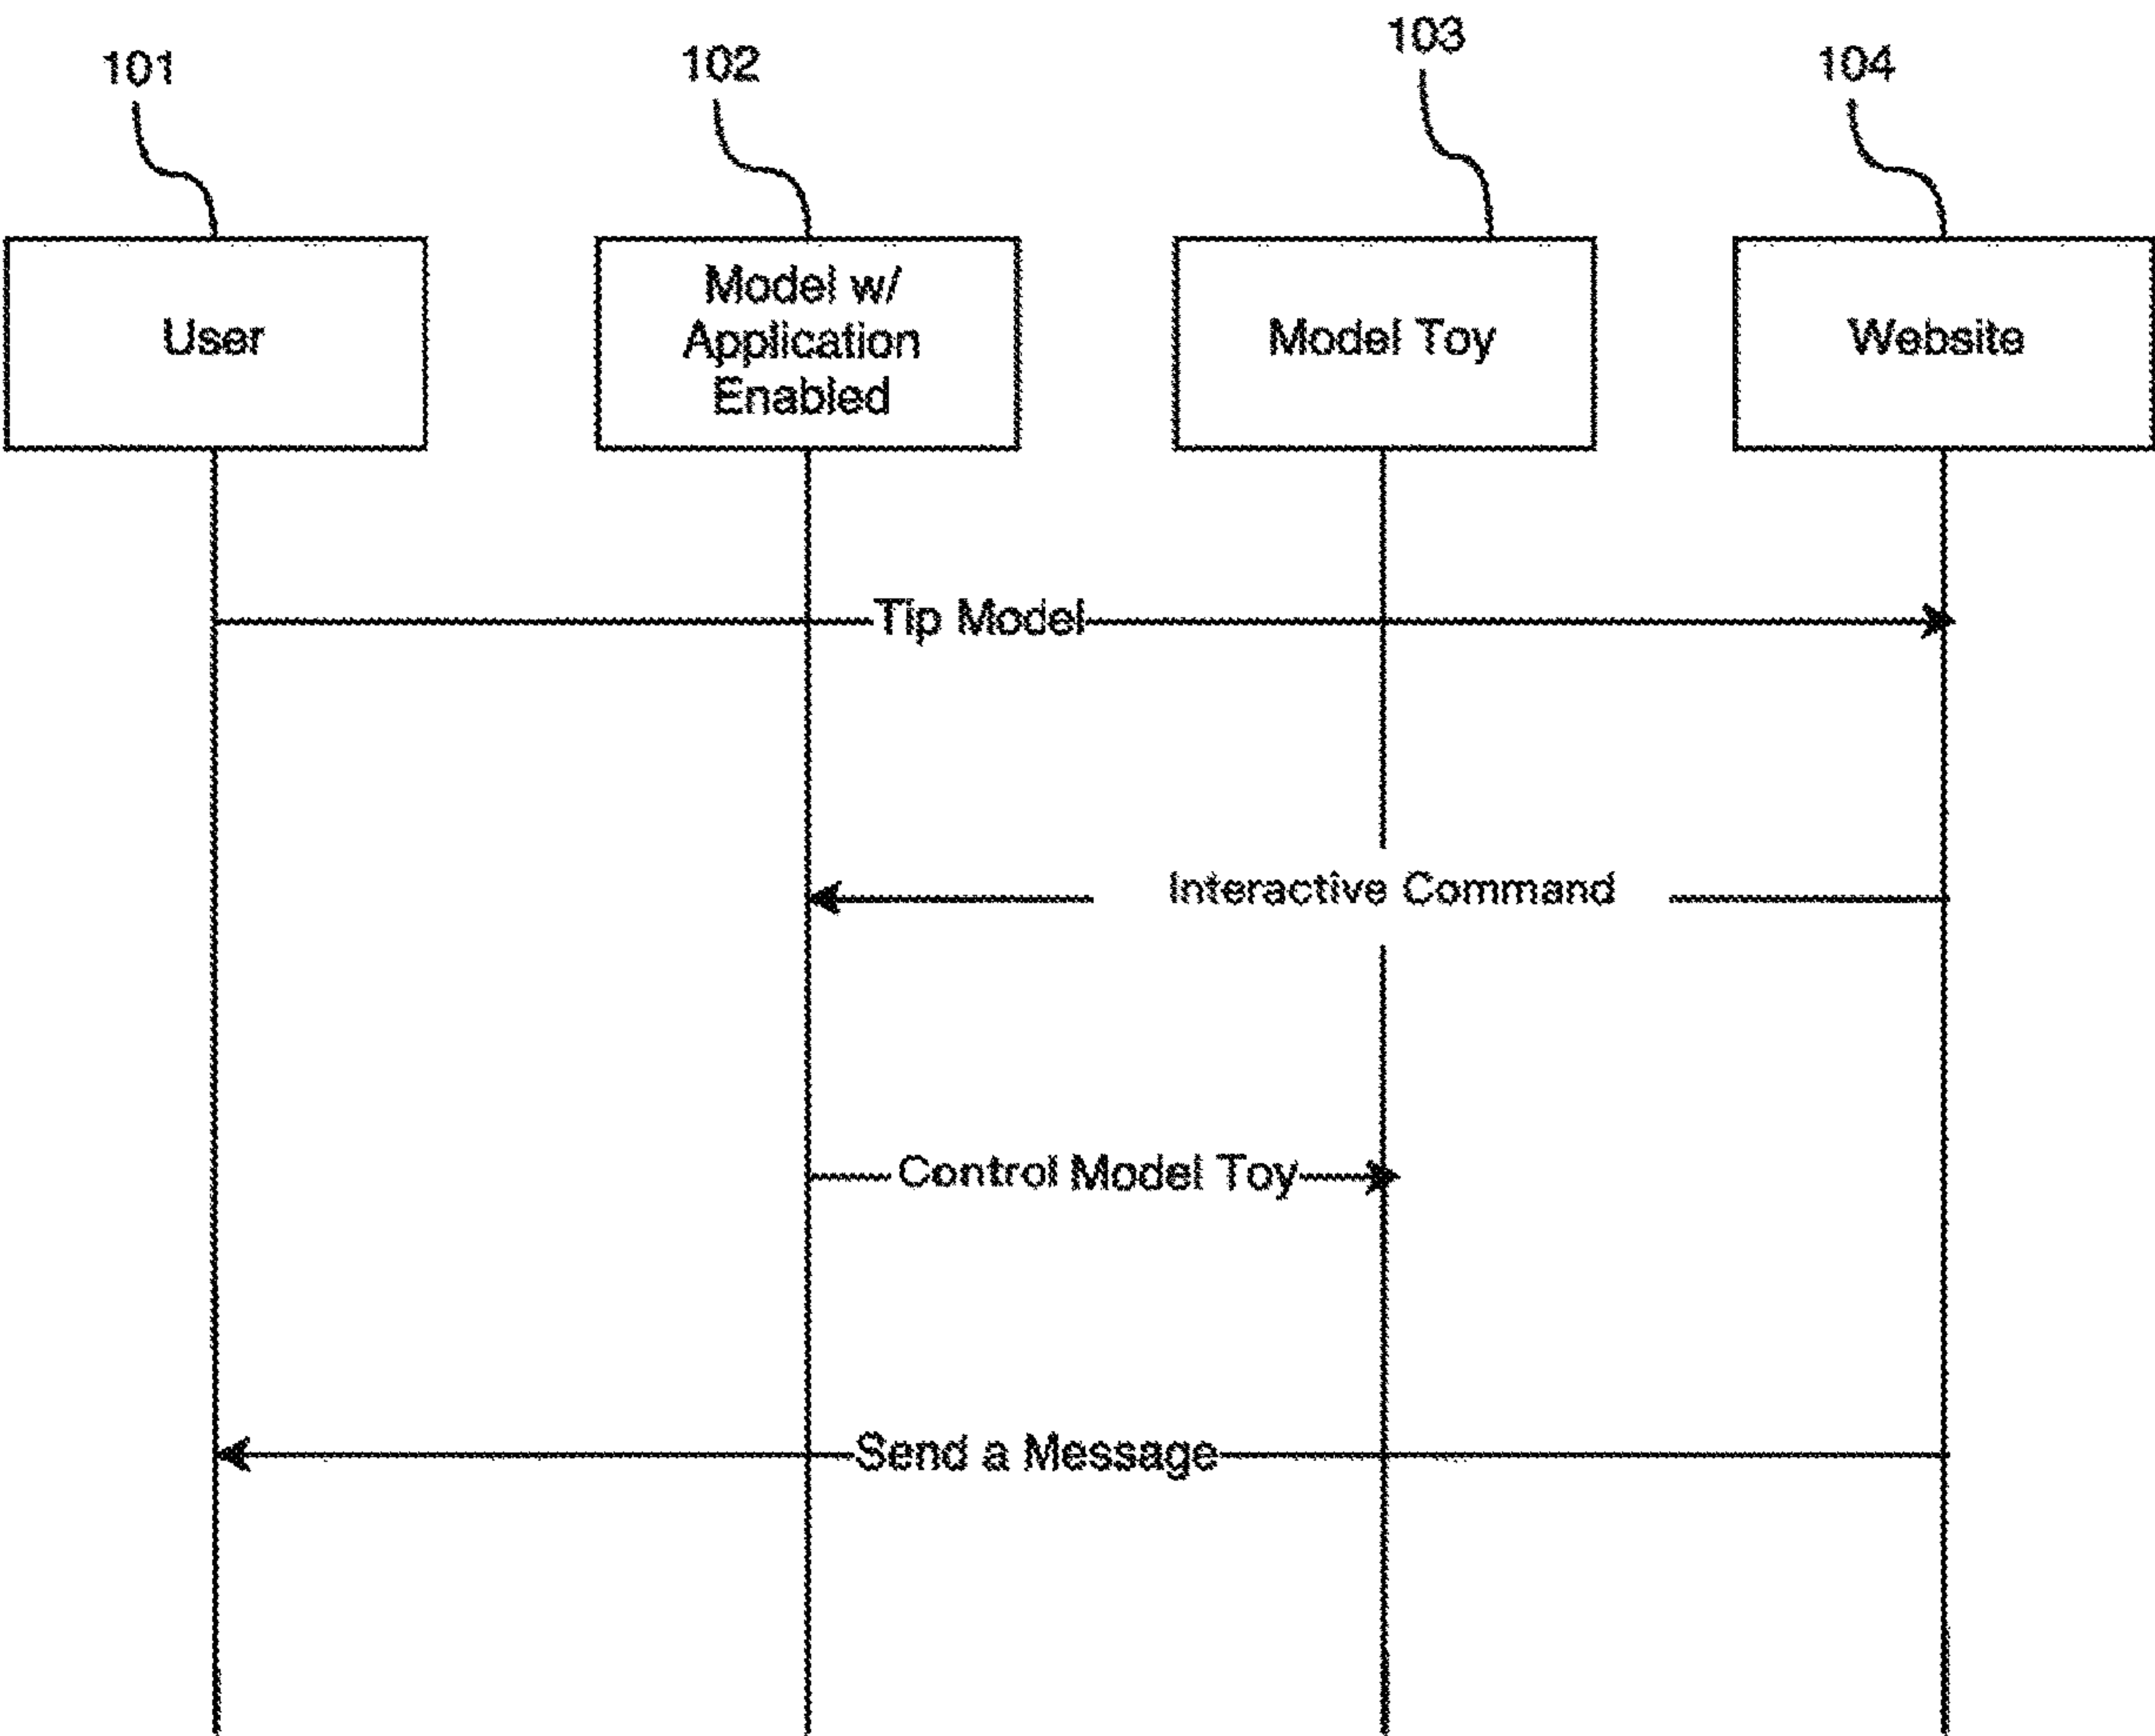 101
102
103
104
User
Model w/
Application
Enabled
Model Toy
Website
Tip Model
Interactive Command
Control Model Toy
Send a Message